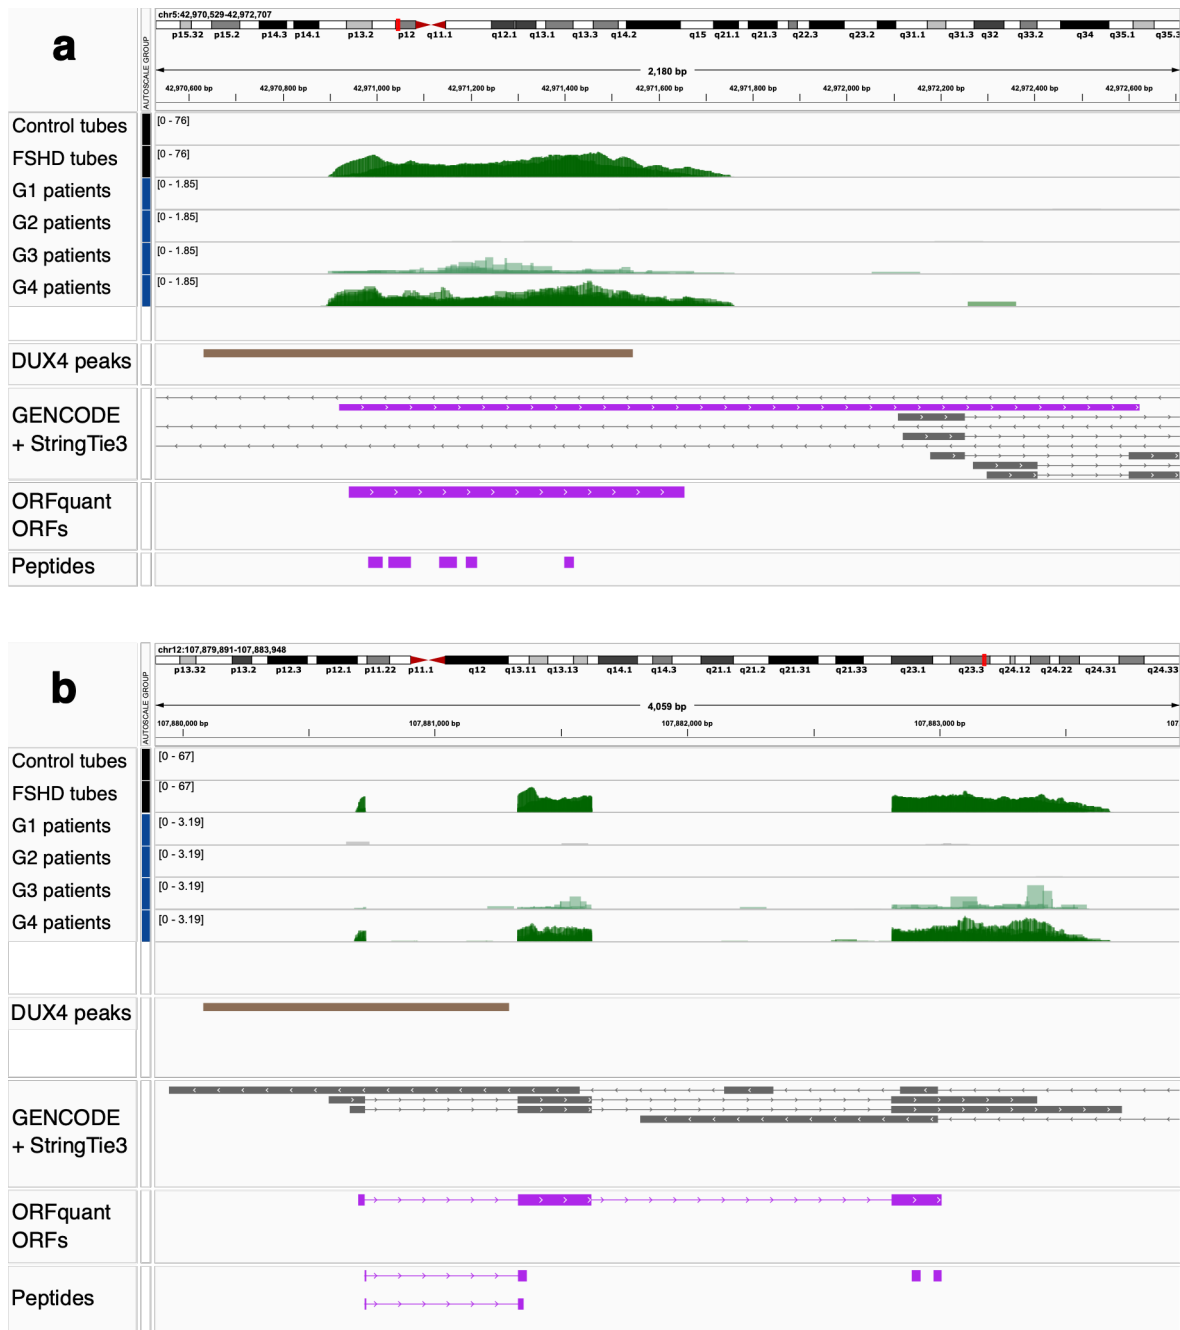 a
chr5:42,970,529-42,972,707
p15.32 p15.2 p14.3 p14.1 p13.2 p12 q11.1 q12.1 q13.1 q13.3 q14.2 q15 q21.1 q21.3 q22.3 q23.2 q31.1 q31.3 q32 q33.2 q34 q35.1 q35.3
AUTOSCALE GROUP
2,180 bp
42,970,600 bp 42,970,800 bp 42,971,000 bp 42,971,200 bp 42,971,400 bp 42,971,600 bp 42,971,800 bp 42,972,000 bp 42,972,200 bp 42,972,400 bp 42,972,600 bp
Control tubes [0 - 76]
FSHD tubes [0 - 76]
G1 patients [0 - 1.85]
G2 patients [0 - 1.85]
G3 patients [0 - 1.85]
G4 patients [0 - 1.85]
DUX4 peaks
GENCODE
+ StringTie3
ORFquant
ORFs
Peptides
b
chr12:107,879,891-107,883,948
p13.32 p13.2 p12.3 p12.1 p11.22 p11.1 q12 q13.11 q13.13 q14.1 q14.3 q21.1 q21.2 q21.31 q21.33 q23.1 q23.3 q24.12 q24.22 q24.31 q24.33
AUTOSCALE GROUP
4,059 bp
107,880,000 bp 107,881,000 bp 107,882,000 bp 107,883,000 bp 107
Control tubes [0 - 67]
FSHD tubes [0 - 67]
G1 patients [0 - 3.19]
G2 patients [0 - 3.19]
G3 patients [0 - 3.19]
G4 patients [0 - 3.19]
DUX4 peaks
GENCODE
+ StringTie3
ORFquant
ORFs
Peptides